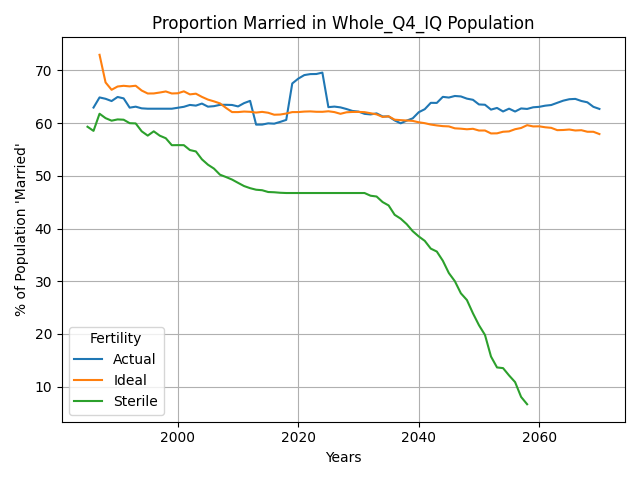 Proportion Married in Whole_Q4_IQ Population
% of Population 'Married'
70
60
50
40
30
20
10
Fertility
Actual
Ideal
Sterile
2000 2020 2040 2060
Years